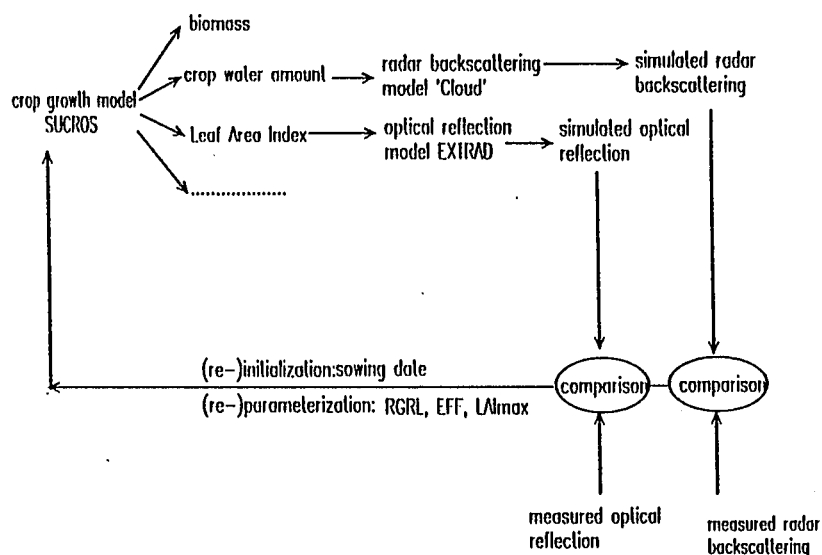 biomass
crop water amount
radar backscattering
model 'Cloud'
simulated radar
backscattering
crop growth model
SUCROS
Leaf Area Index
optical reflection
model EXTRAD
simulated optical
reflection
....................
(re-)initialization:sowing date
(re-)parameterization: RGRL, EFF, LAImax
comparison
comparison
measured optical
reflection
measured radar
backscattering